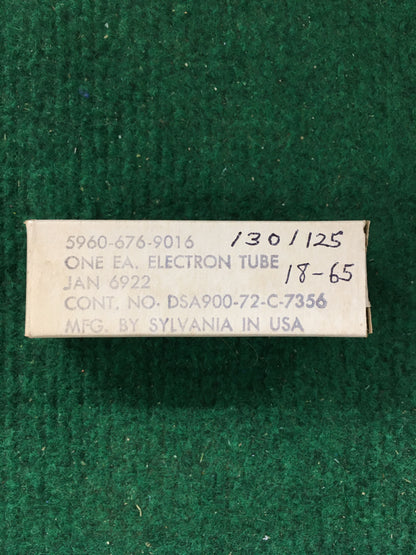 5960-676-9016 130/125
ONE EA. ELECTRON TUBE
JAN 6922 18-65
CONT. NO. DSA900-72-C-7356
MFG. BY SYLVANIA IN USA